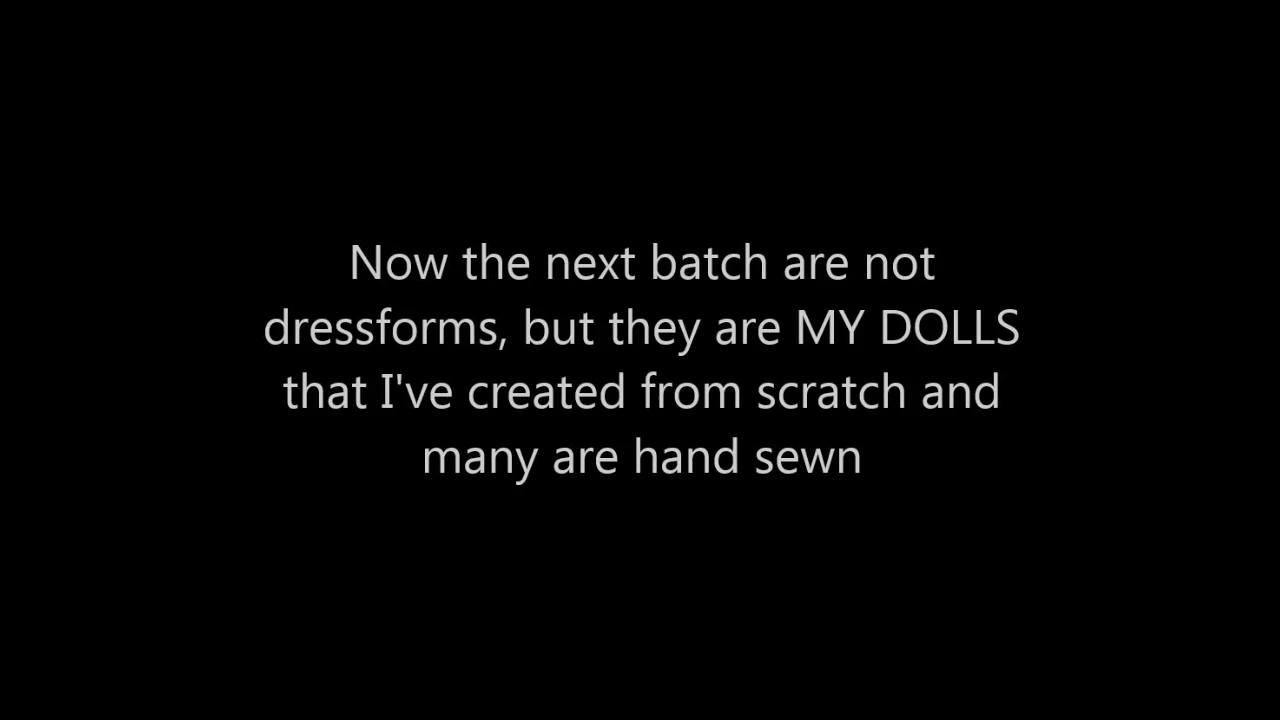 Now the next batch are not
dressforms, but they are MY DOLLS
that I've created from scratch and
many are hand sewn